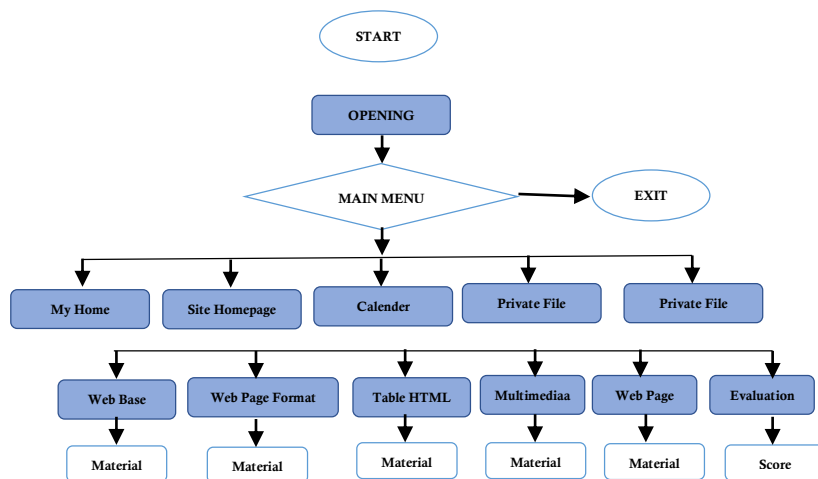 START
OPENING
MAIN MENU
EXIT
My Home
Site Homepage
Calender
Private File
Private File
Web Base
Web Page Format
Table HTML
Multimediaa
Web Page
Evaluation
Material
Material
Material
Material
Material
Score